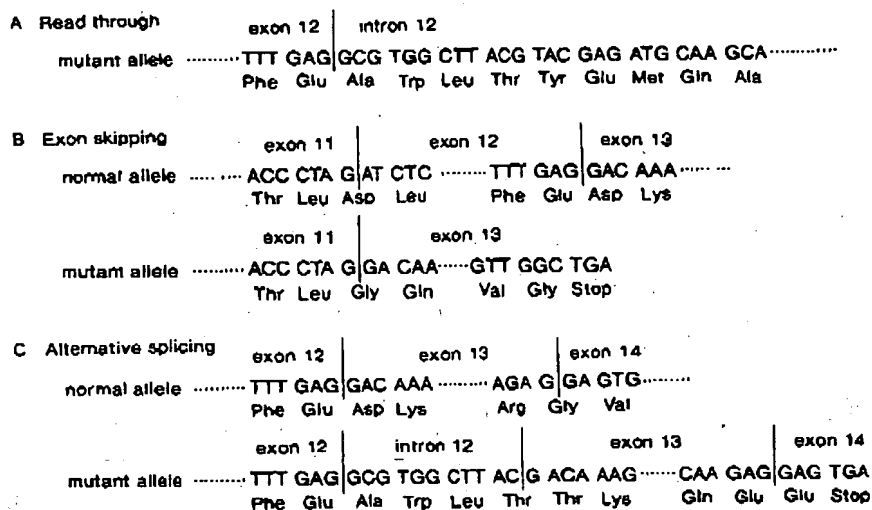 A Read through
exon 12 intron 12
mutant allele ·········TTT GAG GCG TGG CTT ACG TAC GAG ATG CAA GCA············
Phe Glu Ala Trp Leu Thr Tyr Glu Met Gln Ala
B Exon skipping
exon 11 exon 12 exon 13
normal allele ····· ···ACC CTA GAT CTC ········TTT GAG GAC AAA······ ···
Thr Leu Asp Leu Phe Glu Asp Lys
exon 11 exon 13
mutant allele ·········ACC CTA G GA CAA·····GTT GGC TGA
Thr Leu Gly Gln Val Gly Stop
C Alternative splicing
exon 12 exon 13 exon 14
normal allele ·········TTT GAG GAC AAA·········AGA G GA GTG·······
Phe Glu Asp Lys Arg Gly Val
exon 12 intron 12 exon 13 exon 14
mutant allele ·········TTT GAG GCG TGG CTT AC G ACA AAG······CAA GAG GAG TGA
Phe Glu Ala Trp Leu Thr Thr Lys Gln Glu Glu Stop